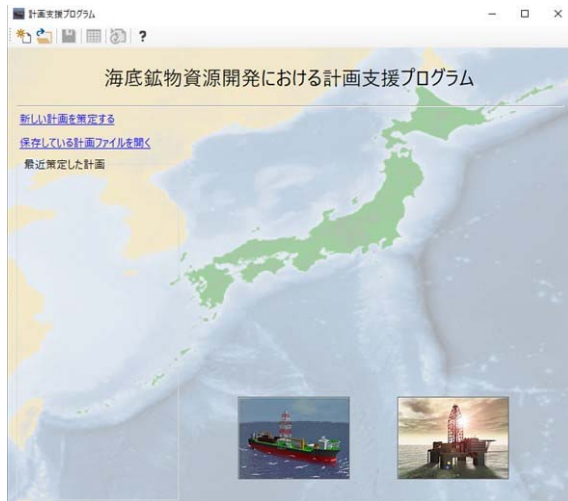 計画支援プログラム
?
海底鉱物資源開発における計画支援プログラム
新しい計画を策定する
保存している計画ファイルを開く
最近策定した計画